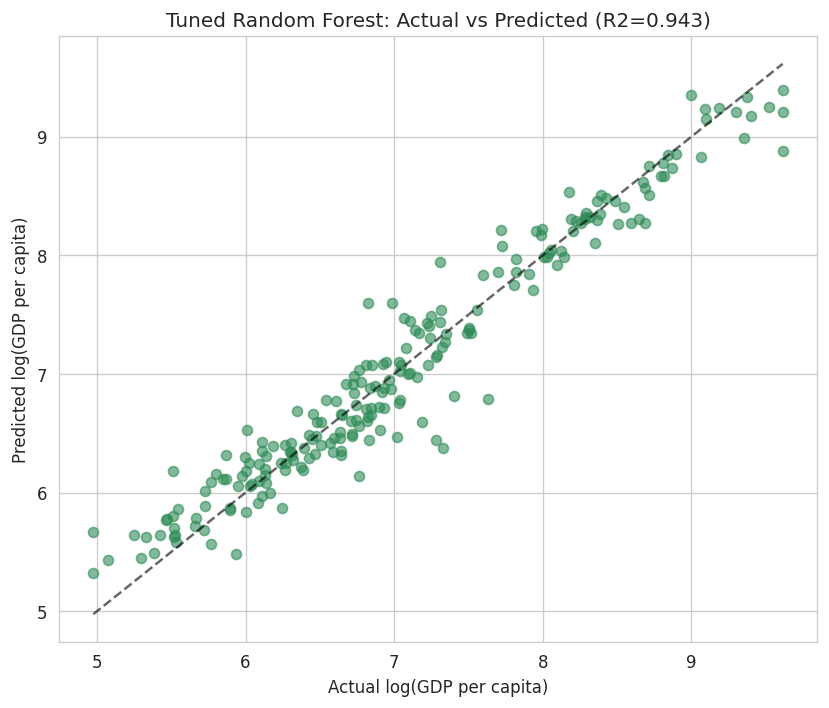 Tuned Random Forest: Actual vs Predicted (R2=0.943)
Predicted log(GDP per capita)
9
8
7
6
5
5 6 7 8 9
Actual log(GDP per capita)